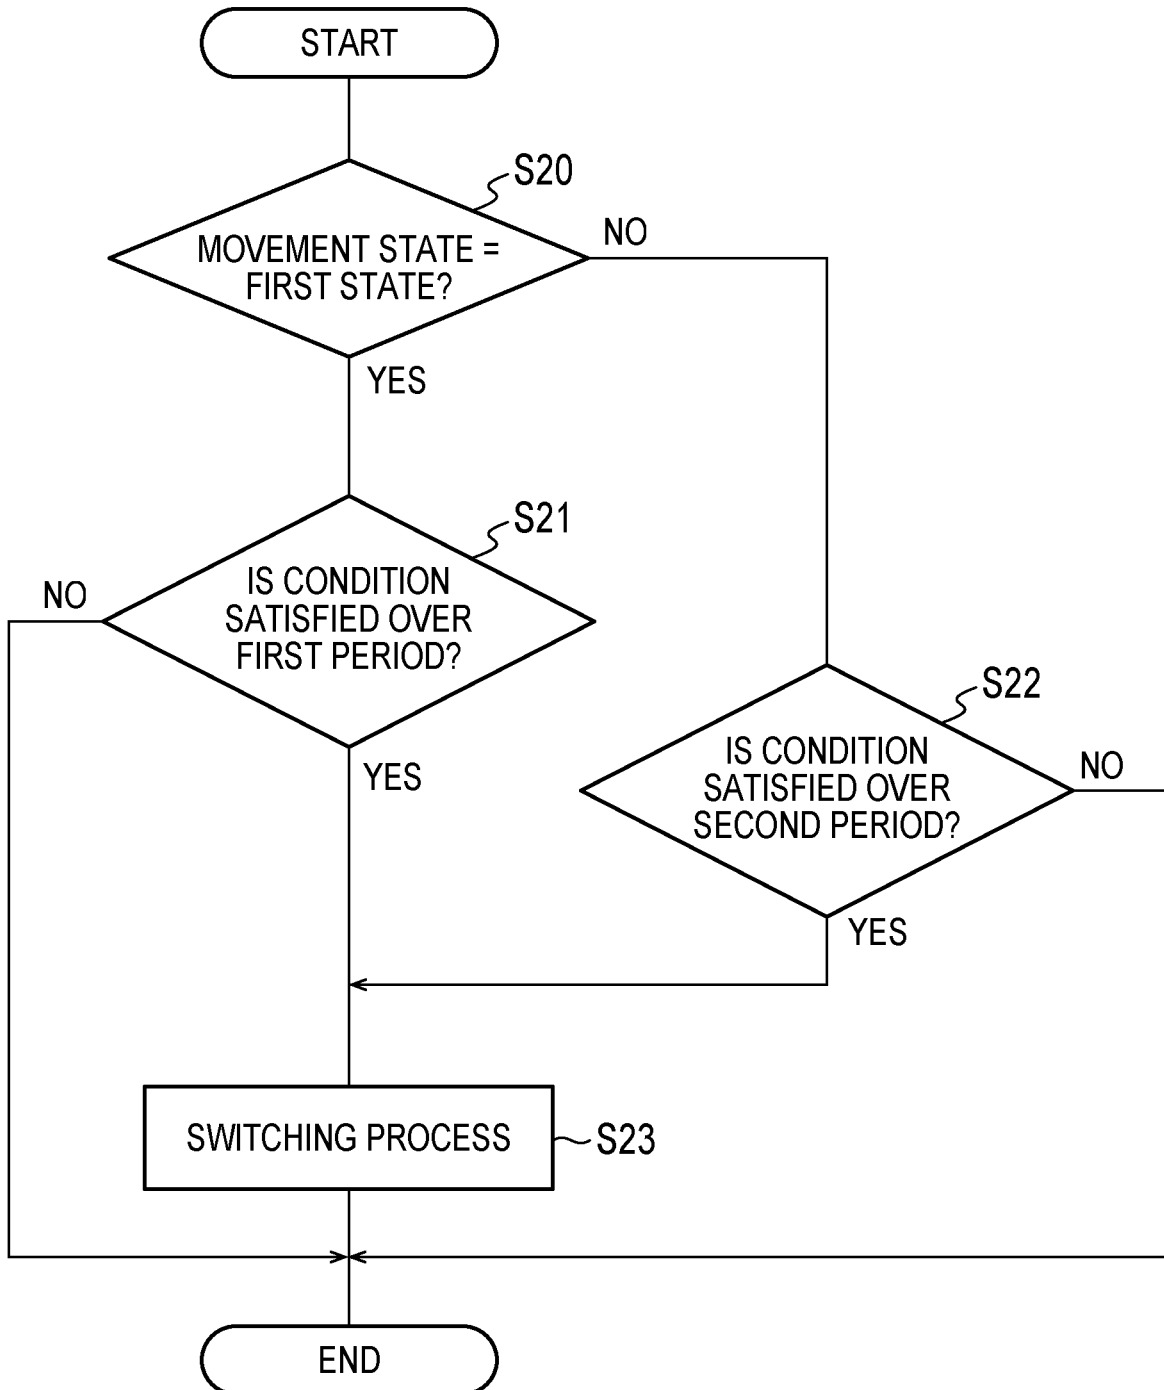 START
S20
NO
MOVEMENT STATE =
FIRST STATE?
YES
S21
NO
IS CONDITION
SATISFIED OVER
FIRST PERIOD?
YES
S22
IS CONDITION
SATISFIED OVER
SECOND PERIOD?
NO
YES
SWITCHING PROCESS
S23
END